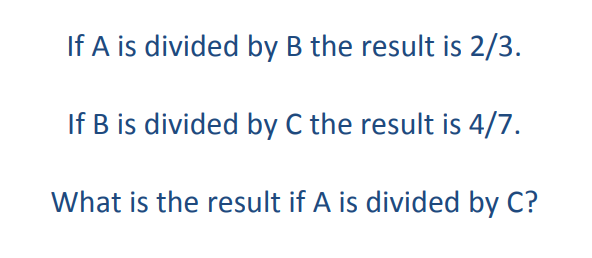 If A is divided by B the result is 2/3.
If B is divided by C the result is 4/7.
What is the result if A is divided by C?